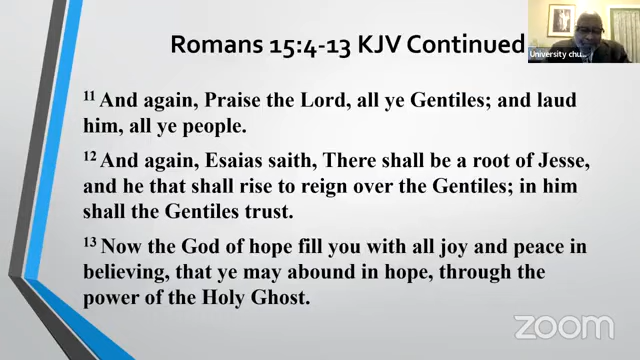 Romans 15:4-13 KJV Continued
University chu...
11 And again, Praise the Lord, all ye Gentiles; and laud
him, all ye people.
12 And again, Esaias saith, There shall be a root of Jesse,
and he that shall rise to reign over the Gentiles; in him
shall the Gentiles trust.
13 Now the God of hope fill you with all joy and peace in
believing, that ye may abound in hope, through the
power of the Holy Ghost.
zoom